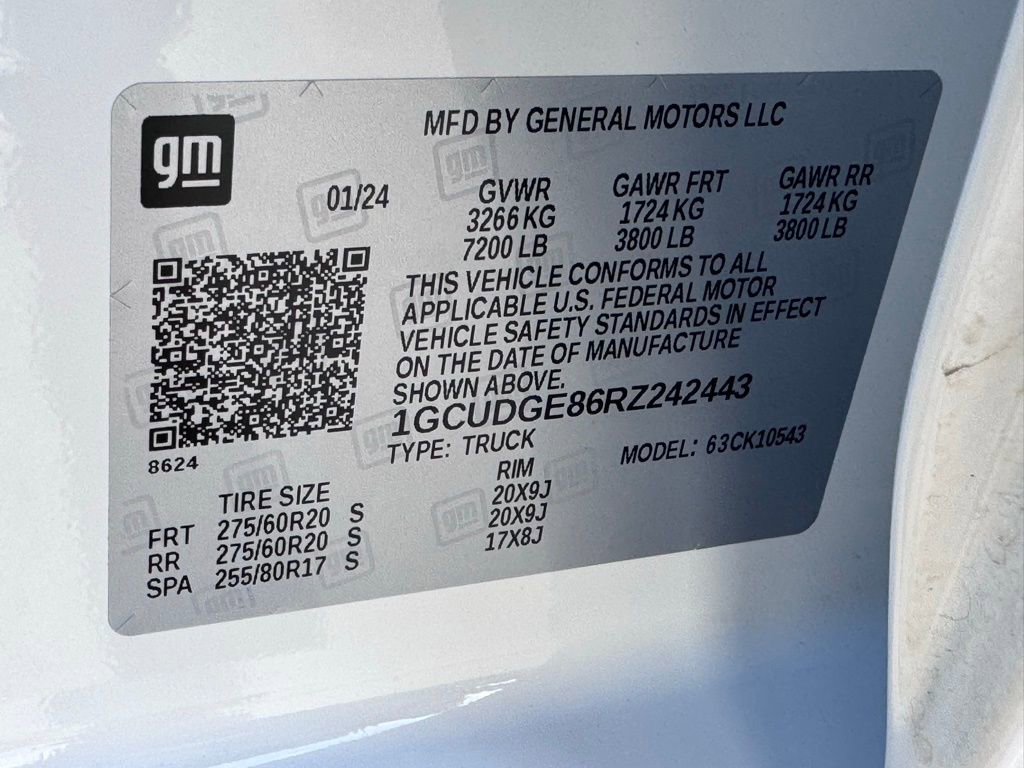 gm
MFD BY GENERAL MOTORS LLC
01/24
GVWR
3266 KG
7200 LB
GAWR FRT
1724 KG
3800 LB
GAWR RR
1724 KG
3800 LB
THIS VEHICLE CONFORMS TO ALL
APPLICABLE U.S. FEDERAL MOTOR
VEHICLE SAFETY STANDARDS IN EFFECT
ON THE DATE OF MANUFACTURE
SHOWN ABOVE.
1GCUDGE86RZ242443
TYPE: TRUCK
MODEL: 63CK10543
8624
TIRE SIZE
RIM
FRT 275/60R20 S 20X9J
RR 275/60R20 S 20X9J
SPA 255/80R17 S 17X8J